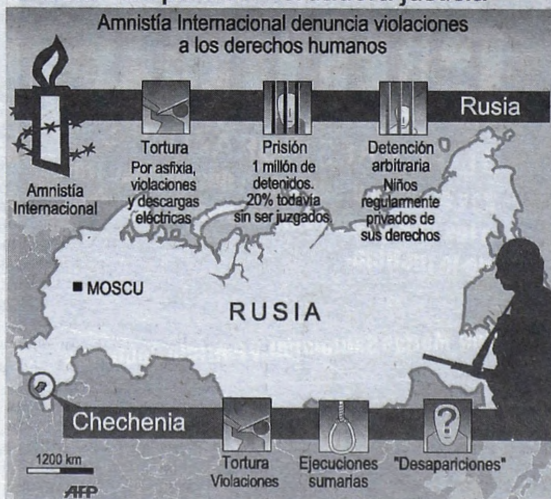 Amnistía Internacional denuncia violaciones
a los derechos humanos
Rusia
Amnistía
Internacional
Tortura
Por asfixia,
violaciones
y descargas
eléctricas
Prisión
1 millón de
detenidos.
20% todavía
sin ser juzgados
Detención
arbitraria
Niños
regularmente
privados de
sus derechos
MOSCU
RUSIA
Chechenia
Tortura
Violaciones
Ejecuciones
sumarias
"Desapariciones"
?
1200 km
AFP